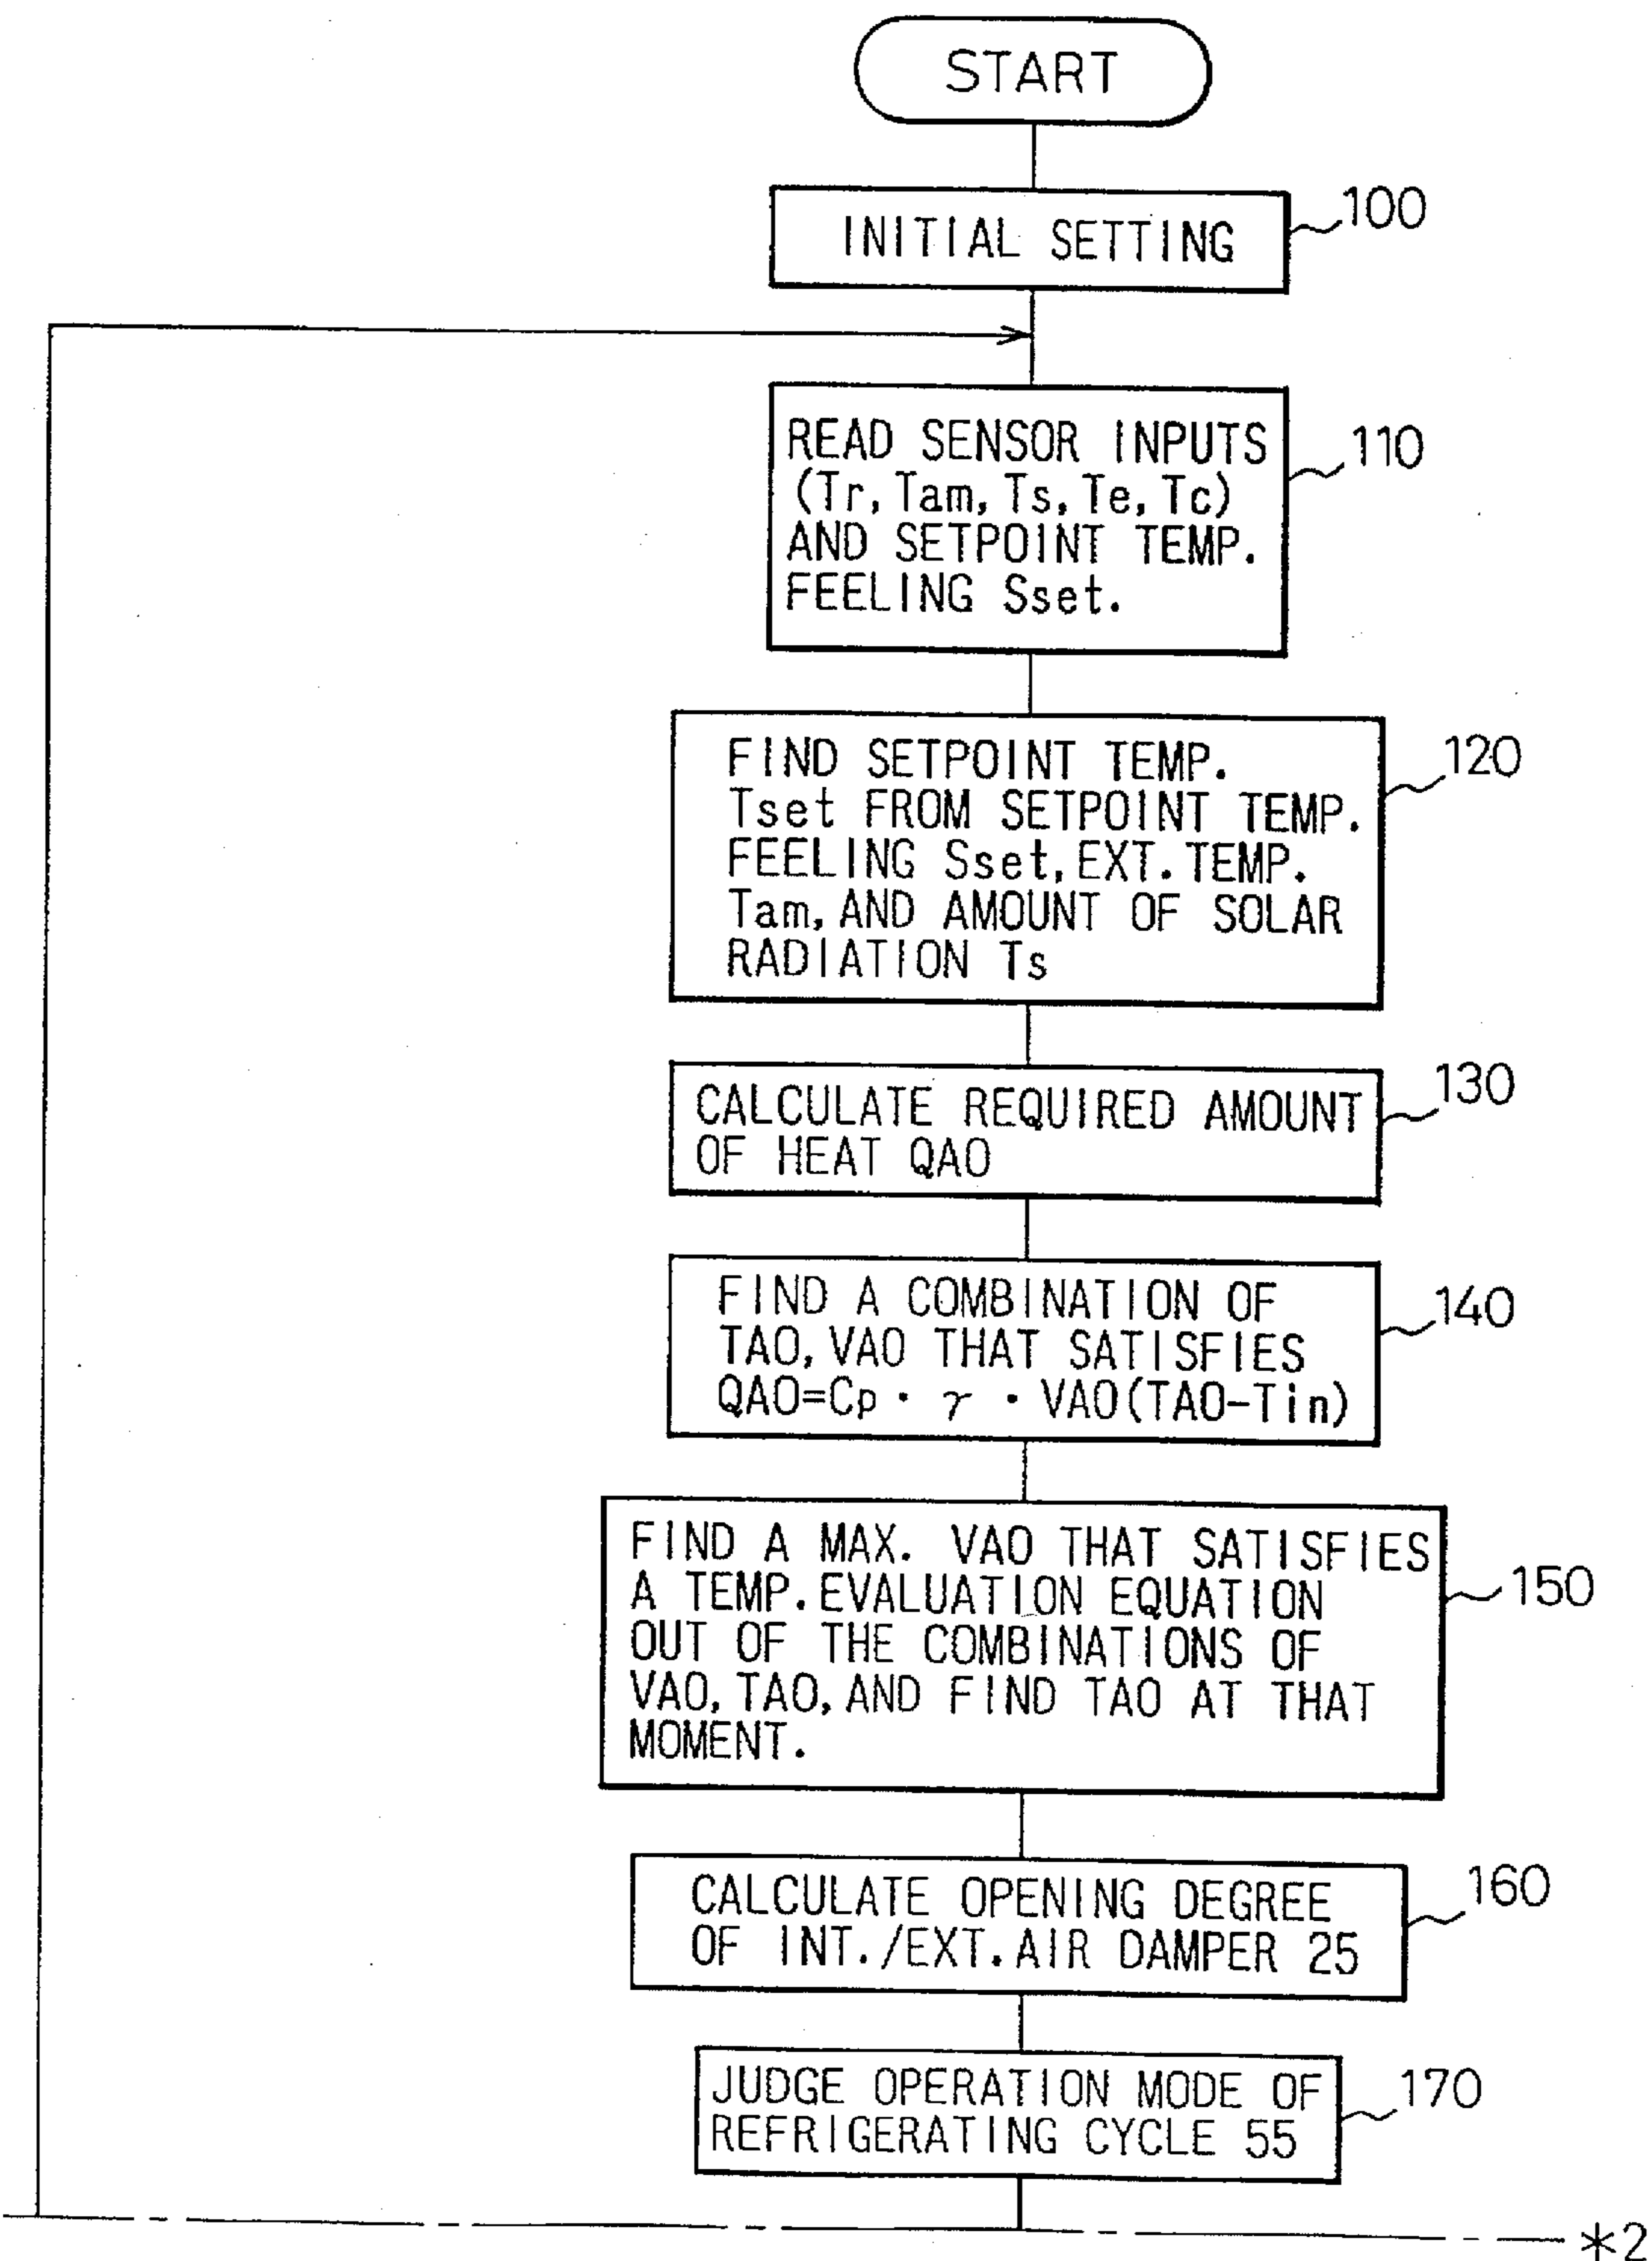 START
INITIAL SETTING
100
READ SENSOR INPUTS
(Tr, Tam, Ts, Te, Tc)
AND SETPOINT TEMP.
FEELING Sset.
110
FIND SETPOINT TEMP.
Tset FROM SETPOINT TEMP.
FEELING Sset, EXT. TEMP.
Tam, AND AMOUNT OF SOLAR
RADIATION Ts
120
CALCULATE REQUIRED AMOUNT
OF HEAT QAO
130
FIND A COMBINATION OF
TAO, VAO THAT SATISFIES
QAO=Cp · γ · VAO(TAO-Tin)
140
FIND A MAX. VAO THAT SATISFIES
A TEMP. EVALUATION EQUATION
OUT OF THE COMBINATIONS OF
VAO, TAO, AND FIND TAO AT THAT
MOMENT.
150
CALCULATE OPENING DEGREE
OF INT./EXT. AIR DAMPER 25
160
JUDGE OPERATION MODE OF
REFRIGERATING CYCLE 55
170
*2